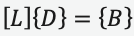 [L]{D} = {B}